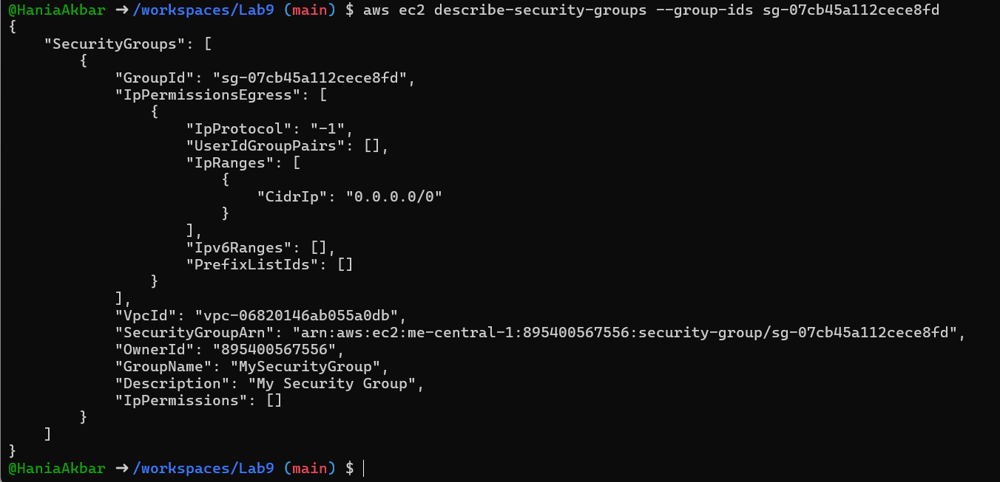 @HaniaAkbar ➜ /workspaces/Lab9 (main) $ aws ec2 describe-security-groups --group-ids sg-07cb45a112cece8fd
{
    "SecurityGroups": [
        {
            "GroupId": "sg-07cb45a112cece8fd",
            "IpPermissionsEgress": [
                {
                    "IpProtocol": "-1",
                    "UserIdGroupPairs": [],
                    "IpRanges": [
                        {
                            "CidrIp": "0.0.0.0/0"
                        }
                    ],
                    "Ipv6Ranges": [],
                    "PrefixListIds": []
                }
            ],
            "VpcId": "vpc-06820146ab055a0db",
            "SecurityGroupArn": "arn:aws:ec2:me-central-1:895400567556:security-group/sg-07cb45a112cece8fd",
            "OwnerId": "895400567556",
            "GroupName": "MySecurityGroup",
            "Description": "My Security Group",
            "IpPermissions": []
        }
    ]
}
@HaniaAkbar ➜ /workspaces/Lab9 (main) $